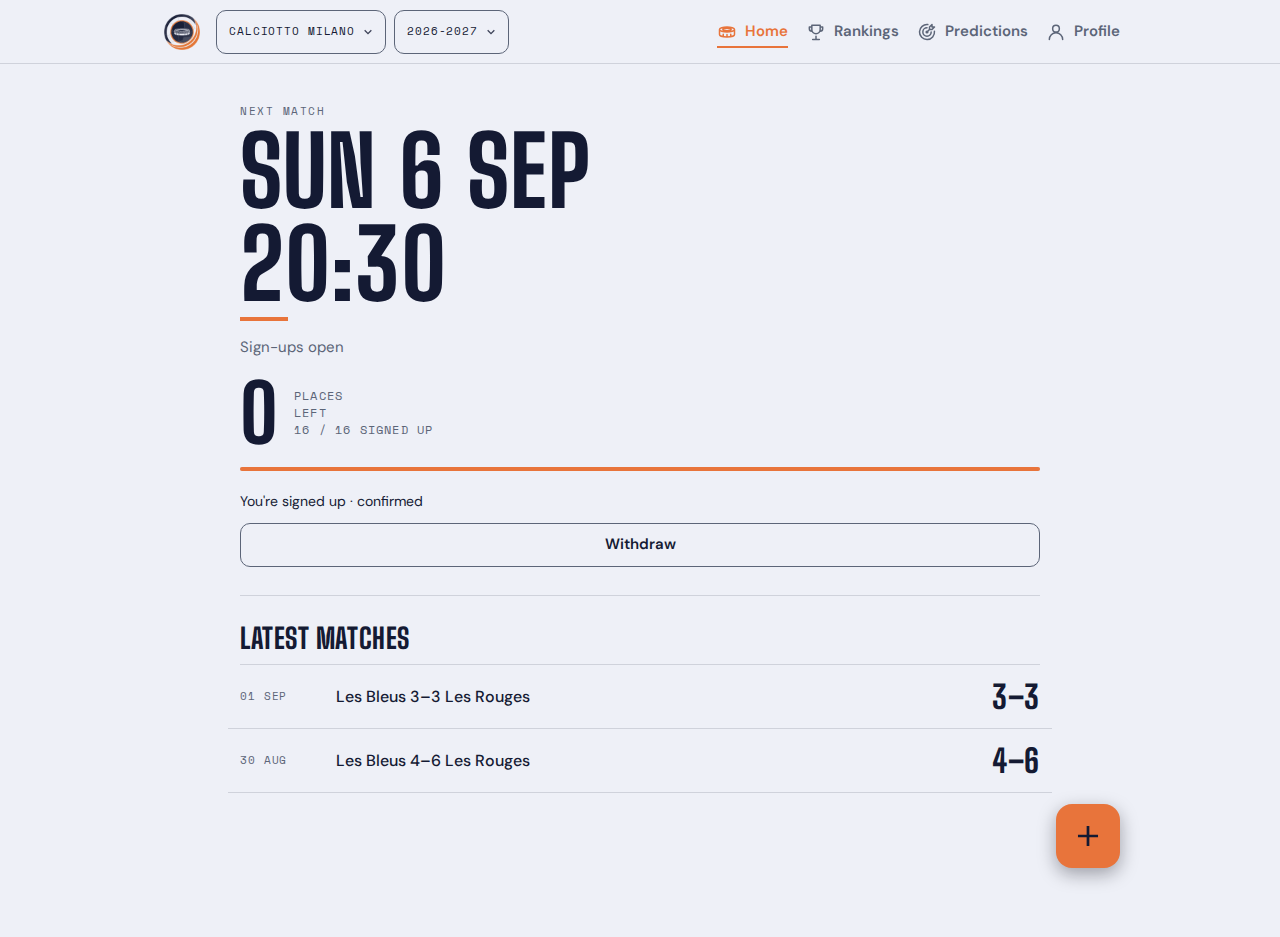 CALCIOTTO MILANO
2026-2027
Home
Rankings
Predictions
Profile
NEXT MATCH
SUN 6 SEP
20:30
Sign-ups open
0
PLACES
LEFT
16 / 16 SIGNED UP
You're signed up · confirmed
Withdraw
LATEST MATCHES
01 SEP
Les Bleus 3–3 Les Rouges
3–3
30 AUG
Les Bleus 4–6 Les Rouges
4–6